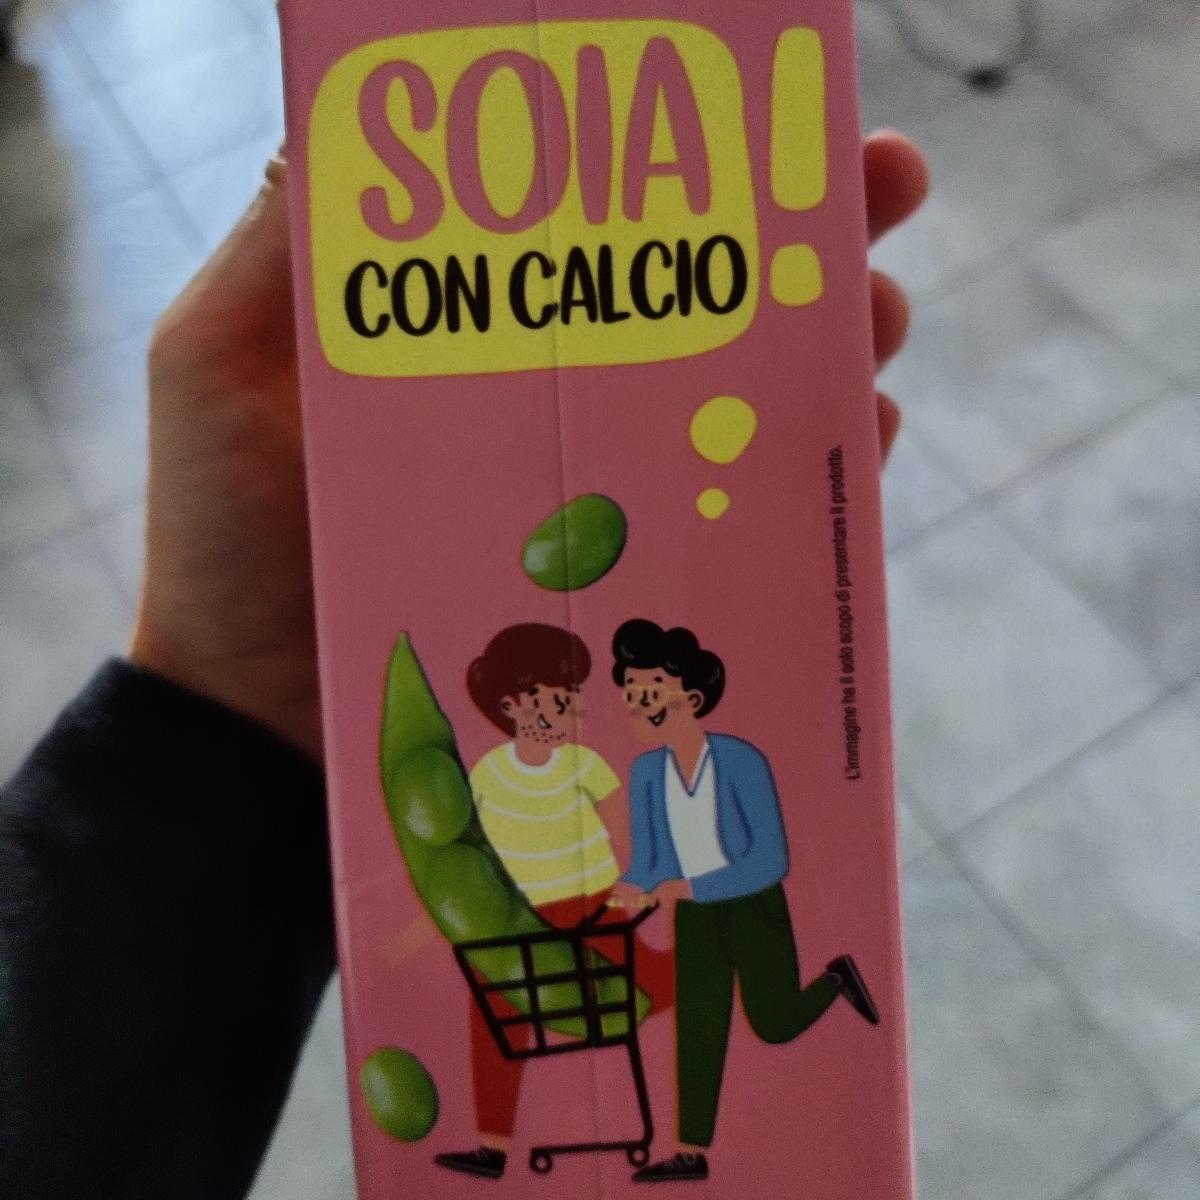 SOIA!
CON CALCIO
L'immagine ha il solo scopo di presentare il prodotto.